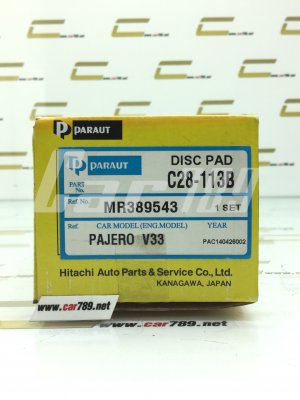 PARAUT
PARAUT
DISC PAD
PART No.
C28-113B
Ref. No.
MR389543
1 SET
Ref.
CAR MODEL (ENG.MODEL)
YEAR
PAJERO V33
PAC140426002
Hitachi Auto Parts & Service Co., Ltd.
KANAGAWA, JAPAN
www.car789.net
www.car789.net